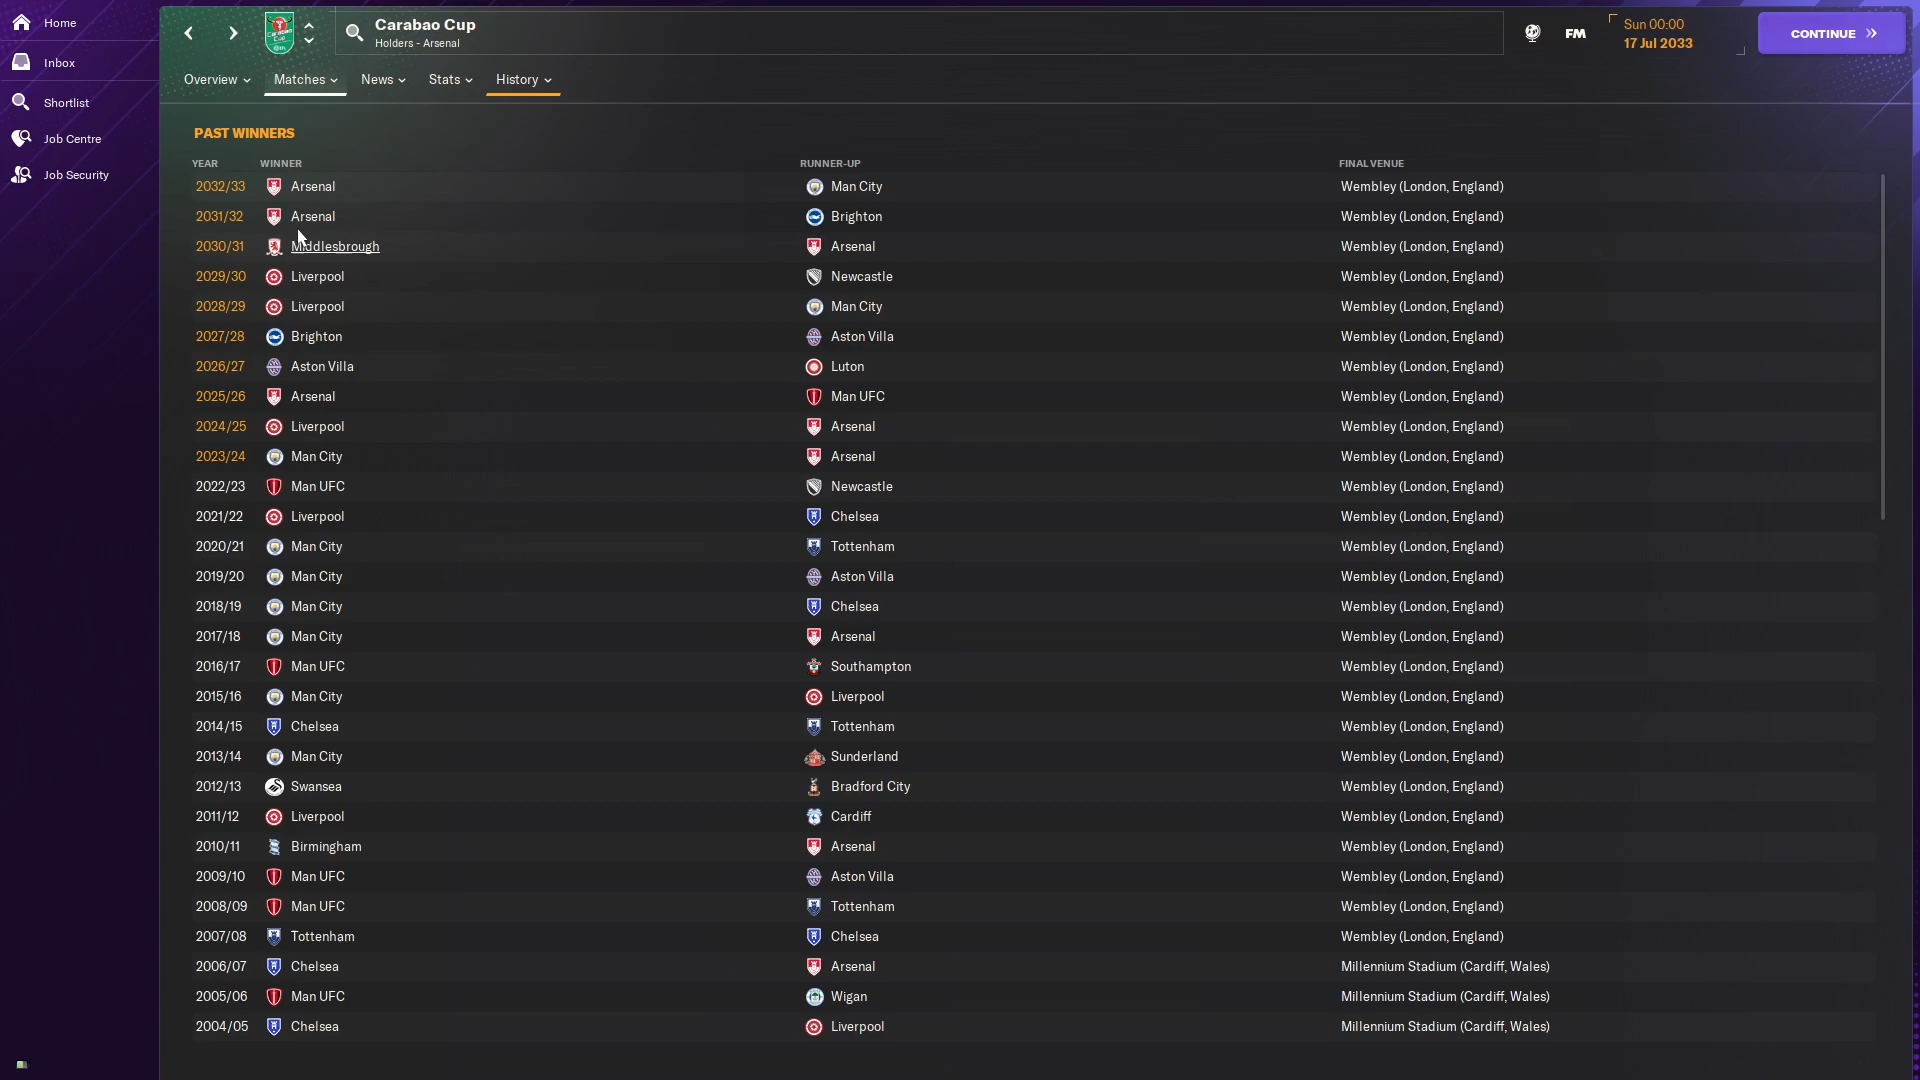 Home
Inbox
Shortlist
Job Centre
Job Security
Carabao Cup
Holders - Arsenal
FM
Sun 00:00
17 Jul 2033
CONTINUE
Overview
Matches
News
Stats
History
PAST WINNERS
YEAR WINNER RUNNER-UP FINAL VENUE
2032/33 Arsenal Man City Wembley (London, England)
2031/32 Arsenal Brighton Wembley (London, England)
2030/31 Middlesbrough Arsenal Wembley (London, England)
2029/30 Liverpool Newcastle Wembley (London, England)
2028/29 Liverpool Man City Wembley (London, England)
2027/28 Brighton Aston Villa Wembley (London, England)
2026/27 Aston Villa Luton Wembley (London, England)
2025/26 Arsenal Man UFC Wembley (London, England)
2024/25 Liverpool Arsenal Wembley (London, England)
2023/24 Man City Arsenal Wembley (London, England)
2022/23 Man UFC Newcastle Wembley (London, England)
2021/22 Liverpool Chelsea Wembley (London, England)
2020/21 Man City Tottenham Wembley (London, England)
2019/20 Man City Aston Villa Wembley (London, England)
2018/19 Man City Chelsea Wembley (London, England)
2017/18 Man City Arsenal Wembley (London, England)
2016/17 Man UFC Southampton Wembley (London, England)
2015/16 Man City Liverpool Wembley (London, England)
2014/15 Chelsea Tottenham Wembley (London, England)
2013/14 Man City Sunderland Wembley (London, England)
2012/13 Swansea Bradford City Wembley (London, England)
2011/12 Liverpool Cardiff Wembley (London, England)
2010/11 Birmingham Arsenal Wembley (London, England)
2009/10 Man UFC Aston Villa Wembley (London, England)
2008/09 Man UFC Tottenham Wembley (London, England)
2007/08 Tottenham Chelsea Wembley (London, England)
2006/07 Chelsea Arsenal Millennium Stadium (Cardiff, Wales)
2005/06 Man UFC Wigan Millennium Stadium (Cardiff, Wales)
2004/05 Chelsea Liverpool Millennium Stadium (Cardiff, Wales)